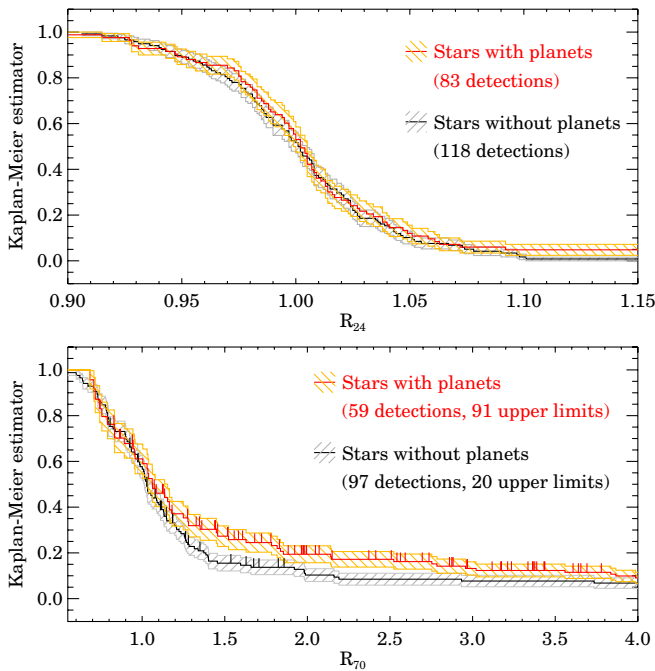 Kaplan-Meier estimator
1.0
0.8
0.6
0.4
0.2
0.0
Stars with planets
(83 detections)
Stars without planets
(118 detections)
0.90 0.95 1.00 1.05 1.10 1.15
R24
Kaplan-Meier estimator
1.0
0.8
0.6
0.4
0.2
0.0
Stars with planets
(59 detections, 91 upper limits)
Stars without planets
(97 detections, 20 upper limits)
1.0 1.5 2.0 2.5 3.0 3.5 4.0
R70